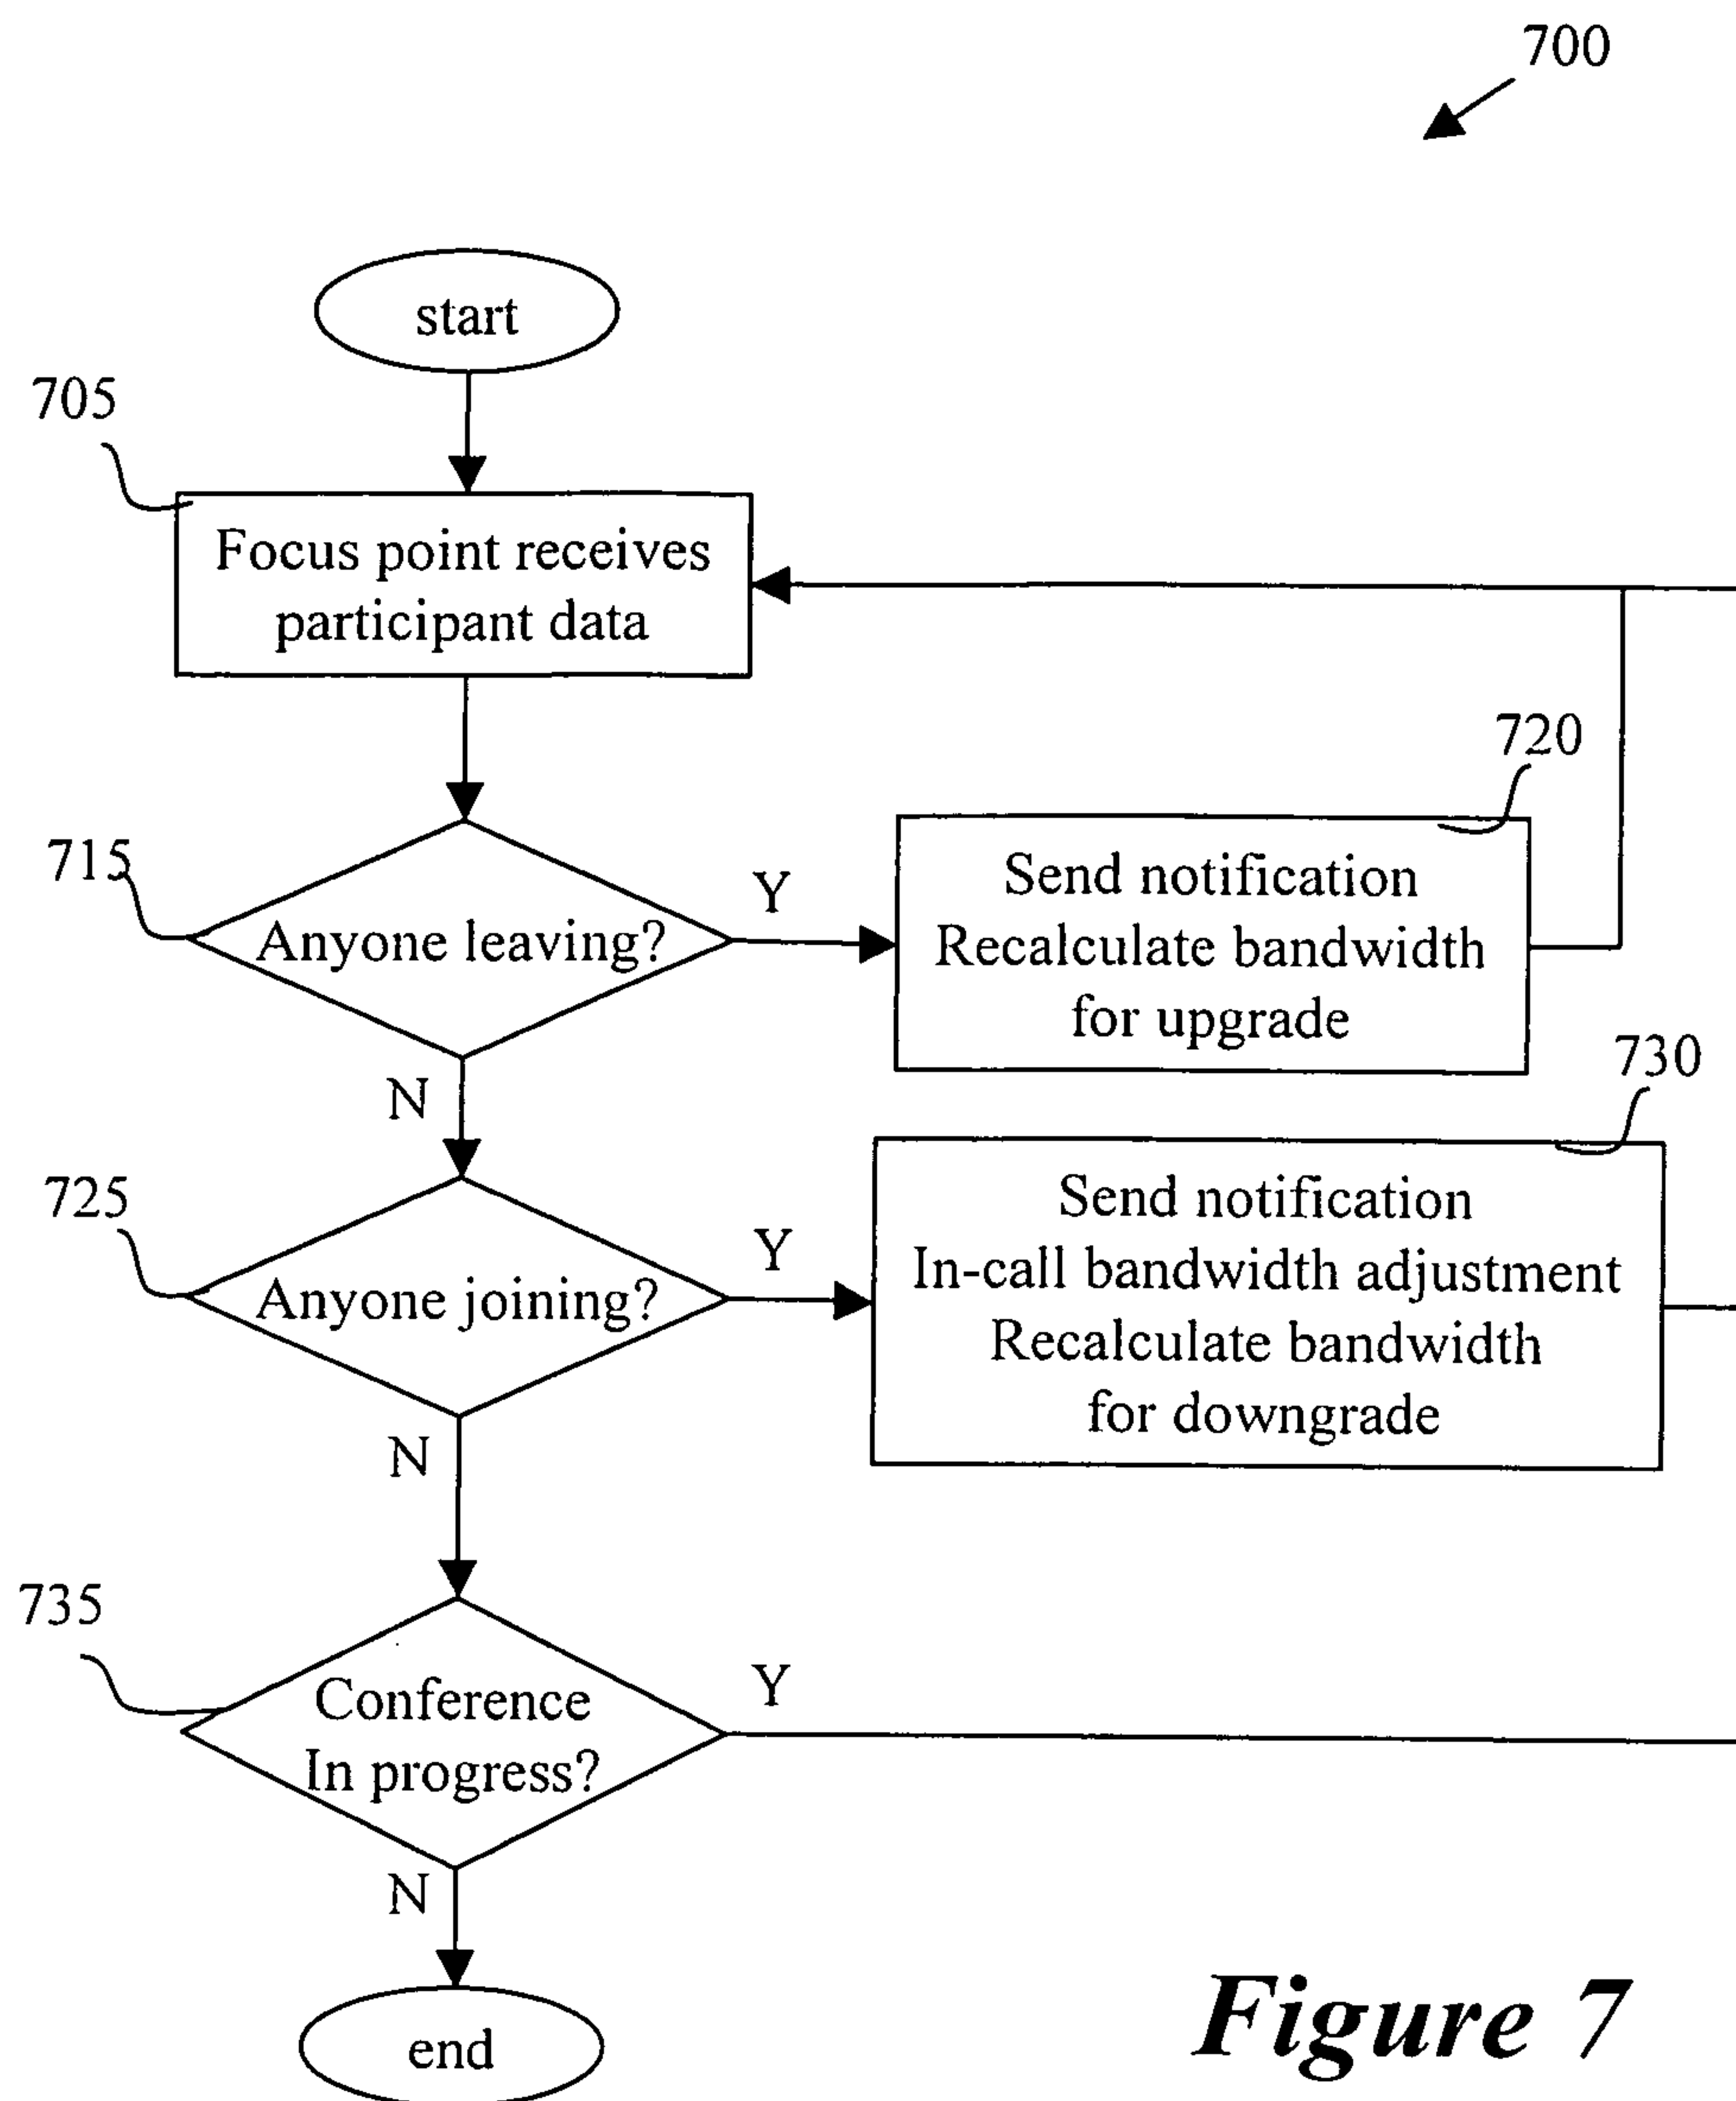 700
start
705
Focus point receives
participant data
720
715
Anyone leaving?
Y
Send notification
Recalculate bandwidth
for upgrade
N
730
725
Anyone joining?
Y
Send notification
In-call bandwidth adjustment
Recalculate bandwidth
for downgrade
N
735
Conference
In progress?
Y
N
end
Figure 7